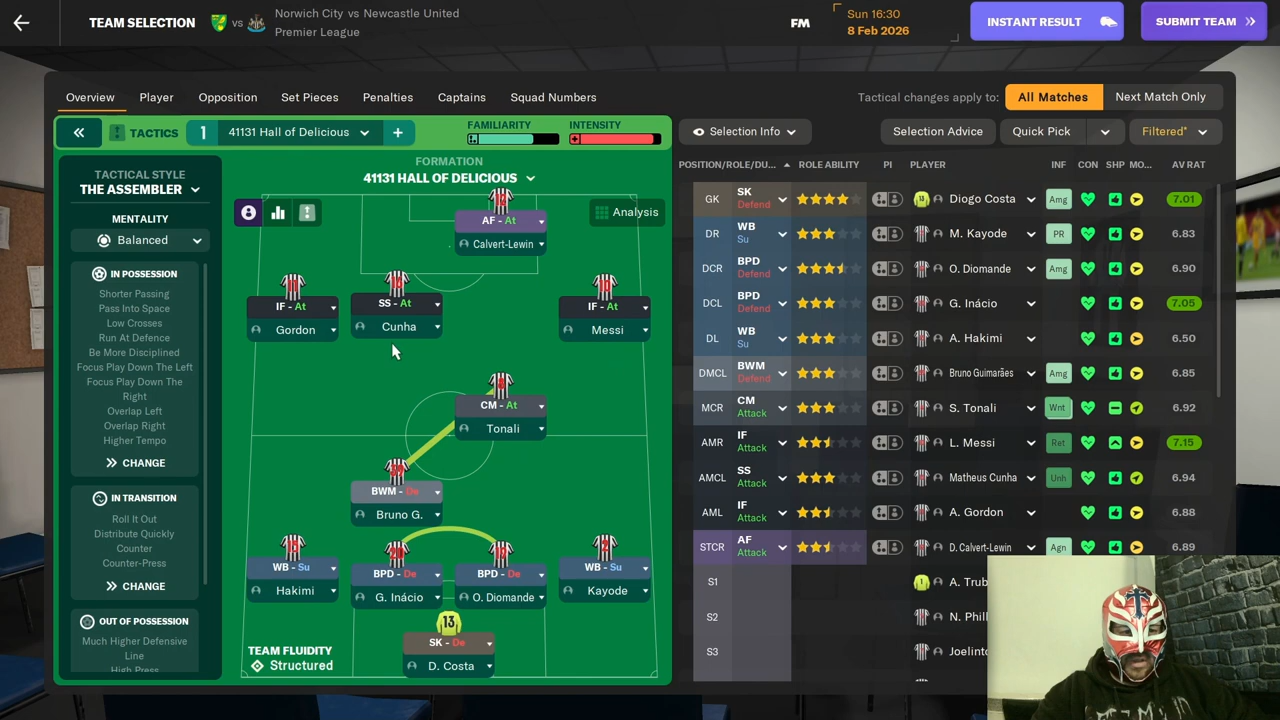 TEAM SELECTION
vs
Norwich City vs Newcastle United
Premier League
FM
Sun 16:30
8 Feb 2026
INSTANT RESULT
SUBMIT TEAM
Overview
Player
Opposition
Set Pieces
Penalties
Captains
Squad Numbers
Tactical changes apply to:
All Matches
Next Match Only
TACTICS
1
41131 Hall of Delicious
+
FAMILIARITY
INTENSITY
Selection Info
Selection Advice
Quick Pick
Filtered*
TACTICAL STYLE
THE ASSEMBLER
MENTALITY
Balanced
IN POSSESSION
Shorter Passing
Pass Into Space
Low Crosses
Run At Defence
Be More Disciplined
Focus Play Down The Left
Focus Play Down The
Right
Overlap Left
Overlap Right
Higher Tempo
CHANGE
IN TRANSITION
Roll It Out
Distribute Quickly
Counter
Counter-Press
CHANGE
OUT OF POSSESSION
Much Higher Defensive
Line
High Press
FORMATION
41131 HALL OF DELICIOUS
Analysis
AF - At
Calvert-Lewin
IF - At
Gordon
SS - At
Cunha
IF - At
Messi
CM - At
Tonali
BWM - De
Bruno G.
WB - Su
Hakimi
BPD - De
G. Inácio
BPD - De
O. Diomande
WB - Su
Kayode
13
SK - De
D. Costa
TEAM FLUIDITY
Structured
POSITION/ROLE/DU... ROLE ABILITY PI PLAYER INF CON SHP MO... AV RAT
GK SK Defend Diogo Costa Amg 7.01
DR WB Su M. Kayode PR 6.83
DCR BPD Defend O. Diomande Amg 6.90
DCL BPD Defend G. Inácio 7.05
DL WB Su A. Hakimi 6.50
DMCL BWM Defend Bruno Guimarães Amg 6.85
MCR CM Attack S. Tonali Wnt 6.92
AMR IF Attack L. Messi Ret 7.15
AMCL SS Attack Matheus Cunha Unh 6.94
AML IF Attack A. Gordon 6.88
STCR AF Attack D. Calvert-Lewin Agn 6.89
S1 A. Trub
S2 N. Phill
S3 Joelinto